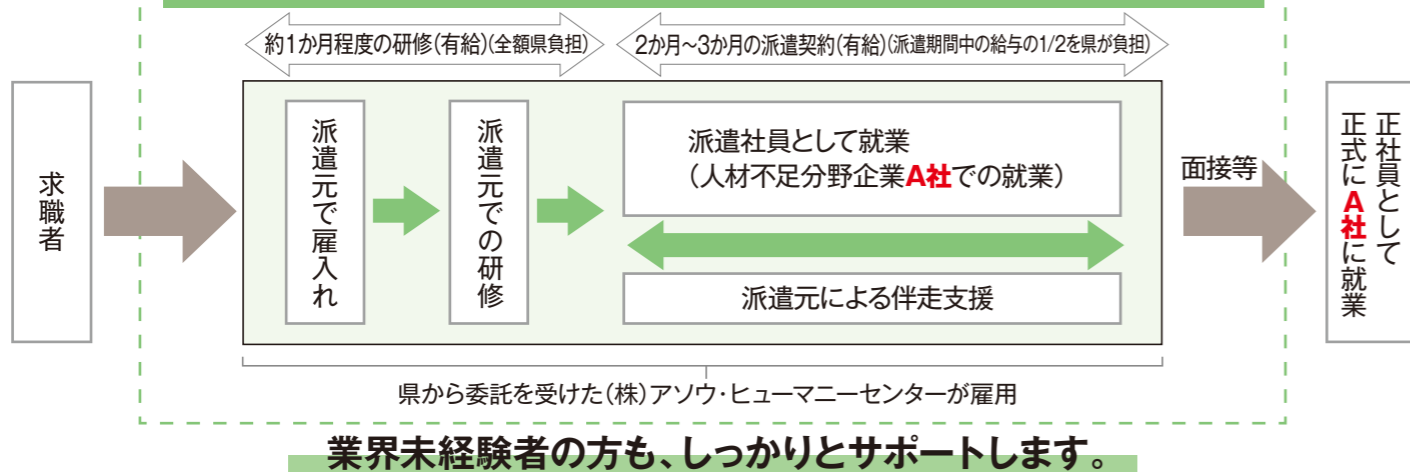 約1か月程度の研修(有給)(全額県負担)
2か月～3か月の派遣契約(有給)(派遣期間中の給与の1/2を県が負担)
求職者
派遣元で雇入れ
派遣元での研修
派遣社員として就業
（人材不足分野企業A社での就業）
派遣元による伴走支援
面接等
正社員として
正式にA社に就業
県から委託を受けた(株)アソウ・ヒューマニーセンターが雇用
業界未経験者の方も、しっかりとサポートします。